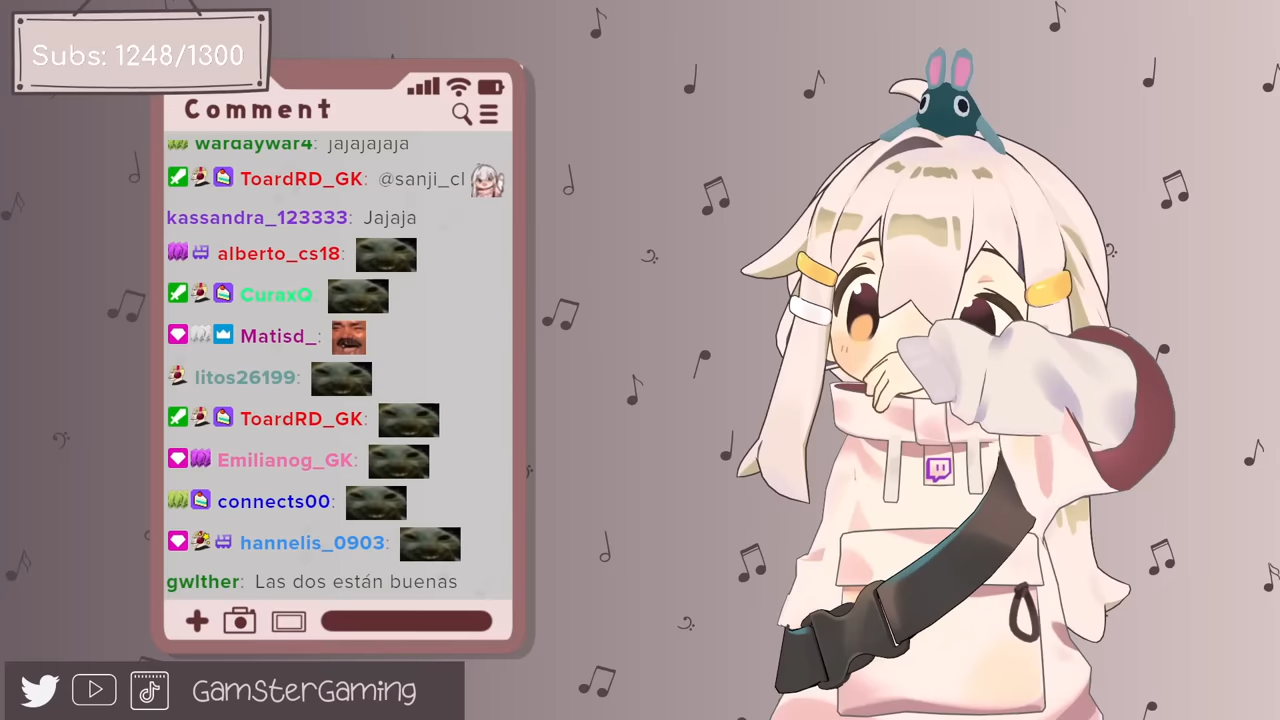 Subs: 1248/1300
Comment
wardaywar4: jajajajaja
ToardRD_GK: @sanji_cl
kassandra_123333: Jajaja
alberto_cs18:
CuraxQ:
Matisd_:
litos26199:
ToardRD_GK:
Emilianog_GK:
connects00:
hannelis_0903:
gwlther: Las dos están buenas
GamSterGaming